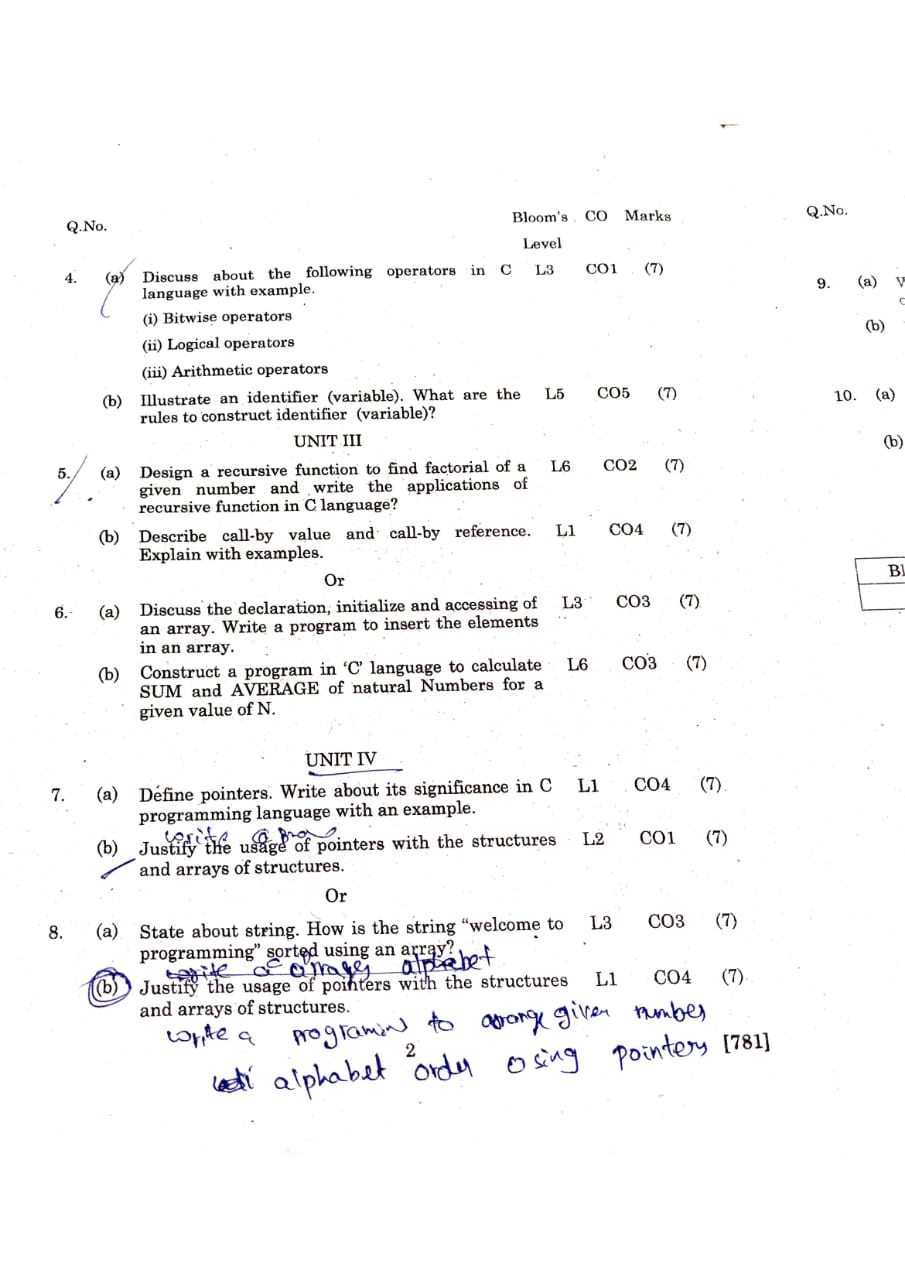 Bloom's CO Marks
Q.No.
Level
4. (a) Discuss about the following operators in C L3 CO1 (7)
language with example.
(i) Bitwise operators
(ii) Logical operators
(iii) Arithmetic operators
(b) Illustrate an identifier (variable). What are the L5 CO5 (7)
rules to construct identifier (variable)?
UNIT III
5. (a) Design a recursive function to find factorial of a L6 CO2 (7)
given number and write the applications of
recursive function in C language?
(b) Describe call-by value and call-by reference. L1 CO4 (7)
Explain with examples.
Or
6. (a) Discuss the declaration, initialize and accessing of L3 CO3 (7)
an array. Write a program to insert the elements
in an array.
(b) Construct a program in 'C' language to calculate L6 CO3 (7)
SUM and AVERAGE of natural Numbers for a
given value of N.
UNIT IV
7. (a) Define pointers. Write about its significance in C L1 CO4 (7)
programming language with an example.
write a
(b) Justify the usage of pointers with the structures L2 CO1 (7)
and arrays of structures.
Or
8. (a) State about string. How is the string "welcome to L3 CO3 (7)
programming" sorted using an array?
alphabet
(b) Justify the usage of pointers with the structures L1 CO4 (7)
and arrays of structures.
write a to given number
2
alphabet order using pointers [781]
Q.No.
9. (a)
(b)
10. (a)
(b)